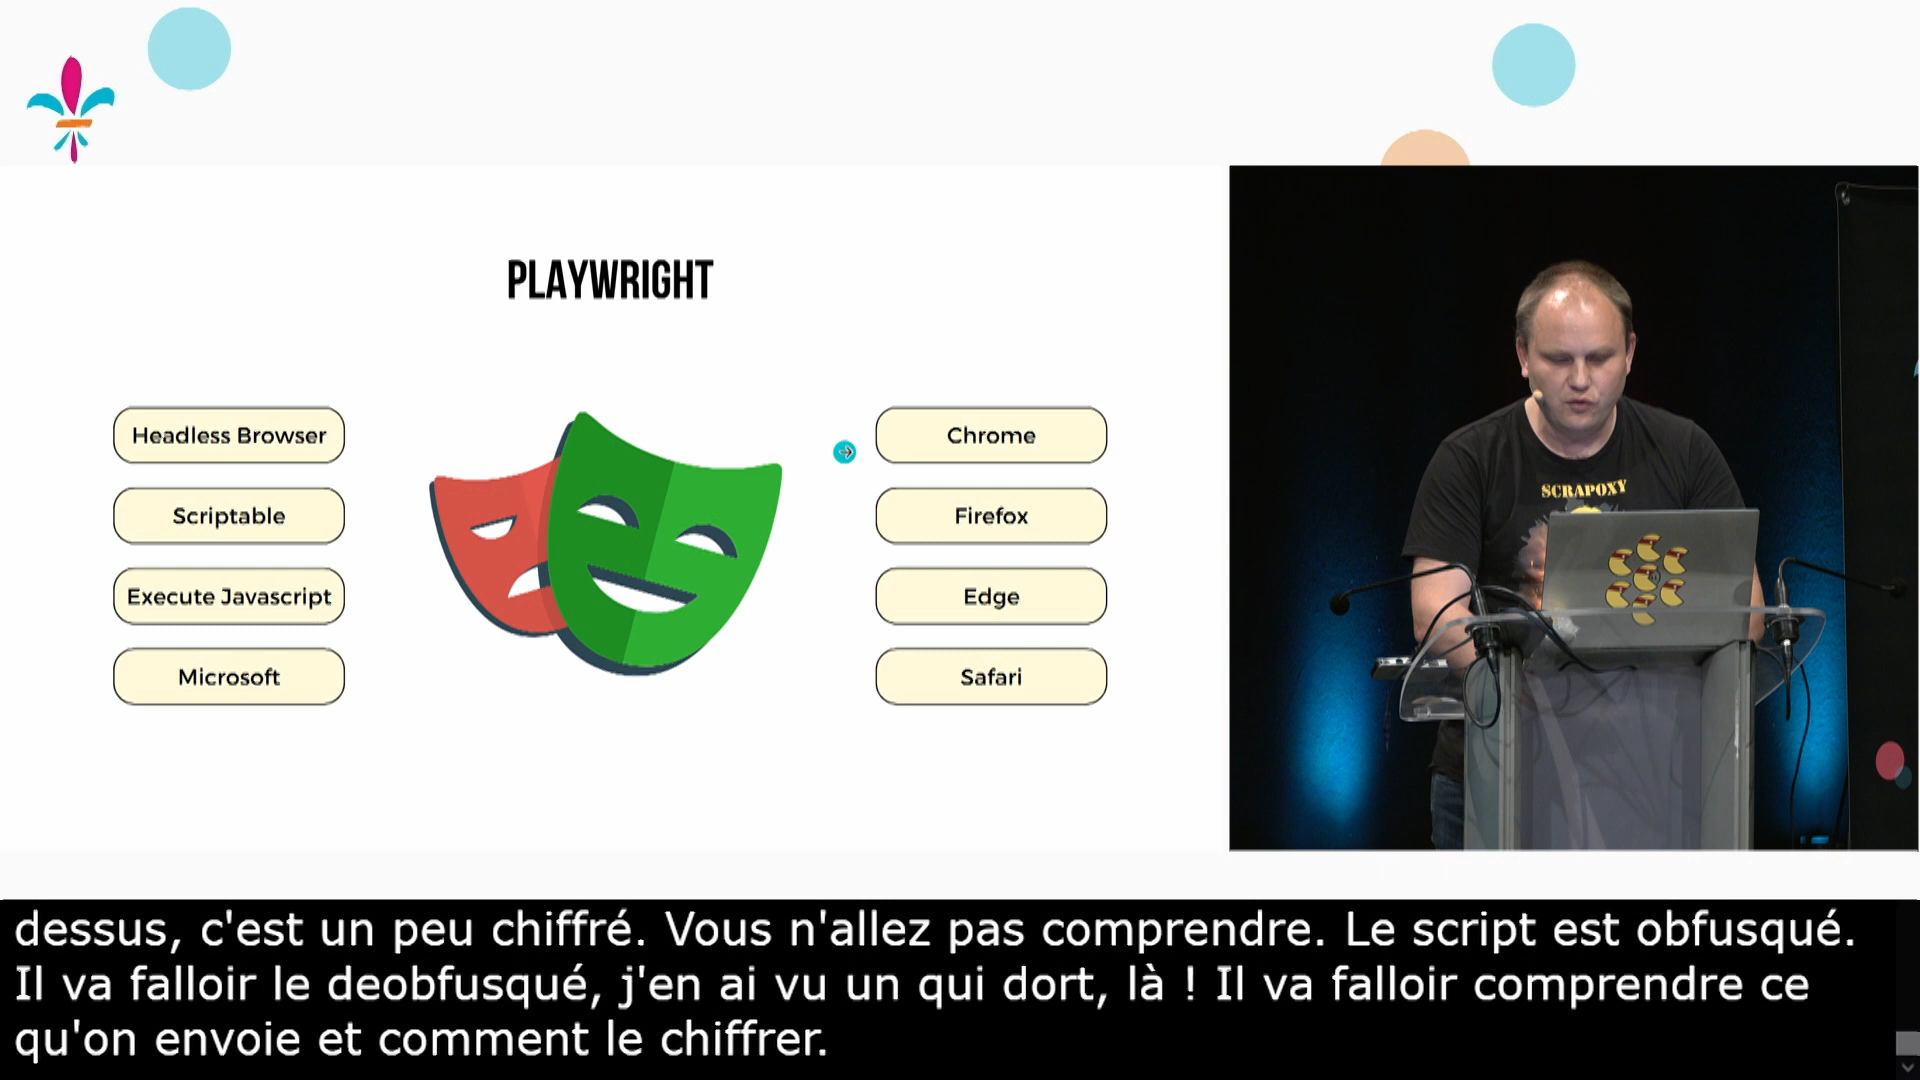 PLAYWRIGHT
Headless Browser
Scriptable
Execute Javascript
Microsoft
Chrome
Firefox
Edge
Safari
SCRAPOXY
dessus, c'est un peu chiffré. Vous n'allez pas comprendre. Le script est obfusqué.
Il va falloir le deobfusqué, j'en ai vu un qui dort, là ! Il va falloir comprendre ce
qu'on envoie et comment le chiffrer.